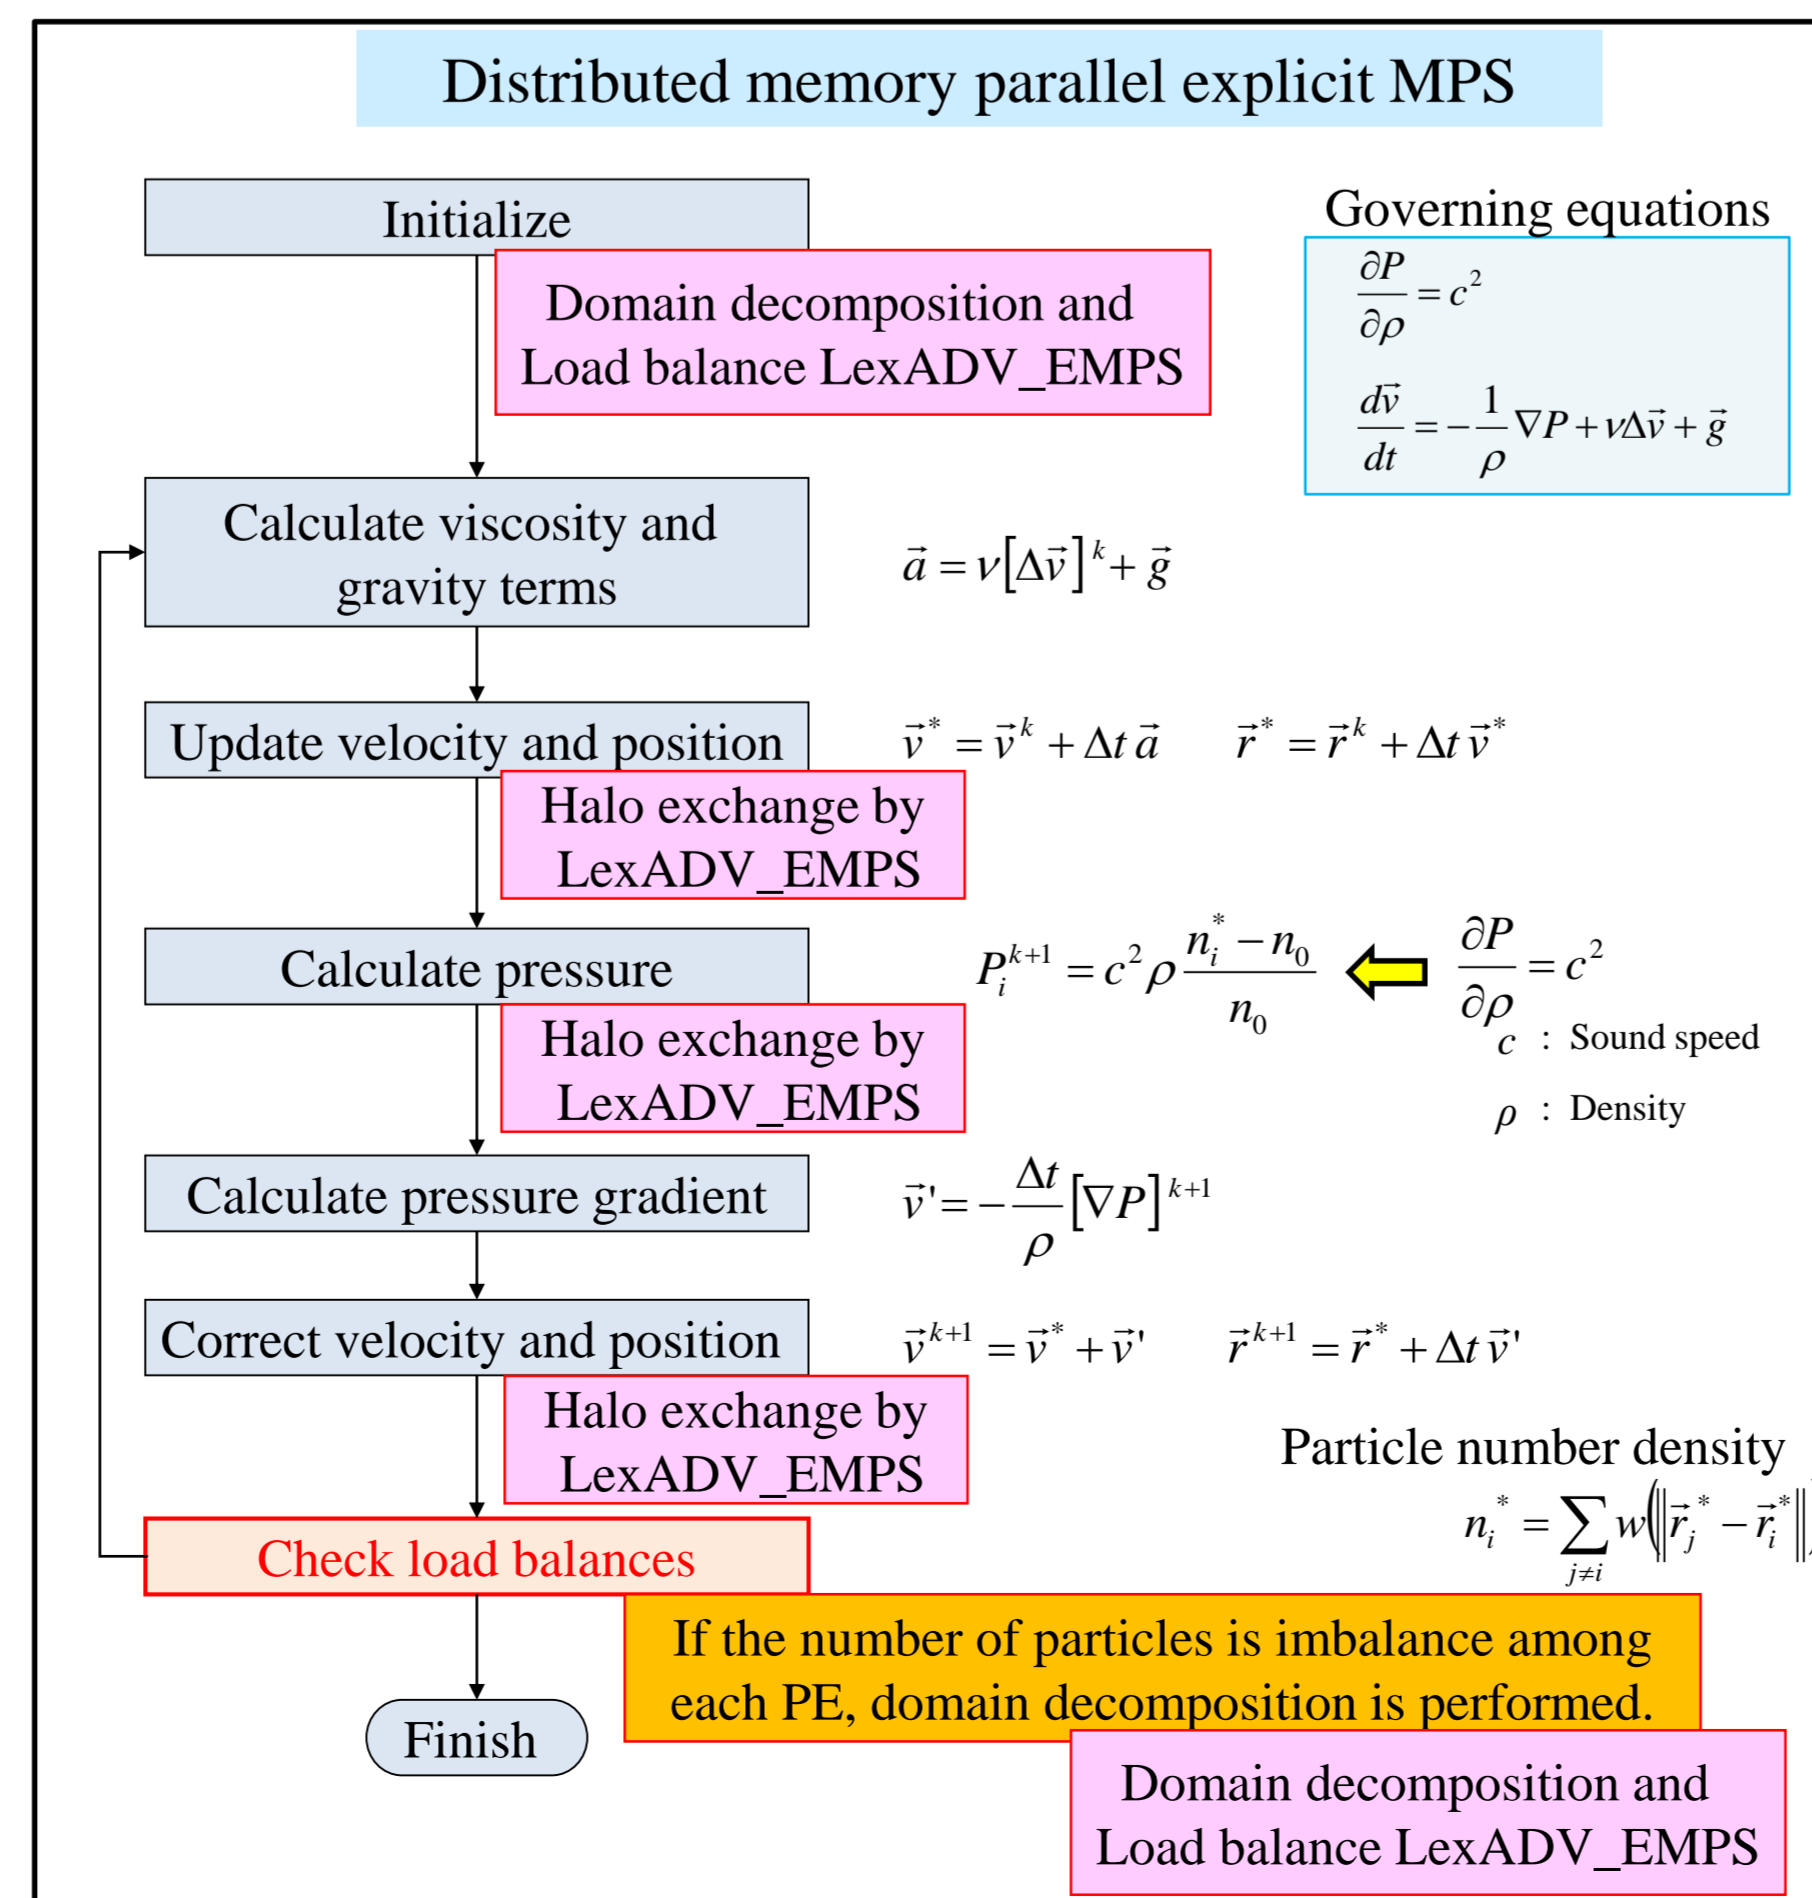 Distributed memory parallel explicit MPS
Initialize
Domain decomposition and
Load balance LexADV_EMPS
Governing equations
∂P/∂ρ = c²
dv⃗/dt = −(1/ρ)∇P + νΔv⃗ + g⃗
Calculate viscosity and
gravity terms
a⃗ = ν[Δv⃗]^k + g⃗
Update velocity and position
v⃗^* = v⃗^k + Δt a⃗   r⃗^* = r⃗^k + Δt v⃗^*
Halo exchange by
LexADV_EMPS
Calculate pressure
P_i^{k+1} = c²ρ (n_i^* − n_0)/n_0   ∂P/∂ρ = c²
c : Sound speed
ρ : Density
Halo exchange by
LexADV_EMPS
Calculate pressure gradient
v⃗' = −(Δt/ρ)[∇P]^{k+1}
Correct velocity and position
v⃗^{k+1} = v⃗^* + v⃗'   r⃗^{k+1} = r⃗^* + Δt v⃗'
Halo exchange by
LexADV_EMPS
Particle number density
n_i^* = ∑_{j≠i} w(‖r⃗_j^* − r⃗_i^*‖)
Check load balances
If the number of particles is imbalance among
each PE, domain decomposition is performed.
Finish
Domain decomposition and
Load balance LexADV_EMPS